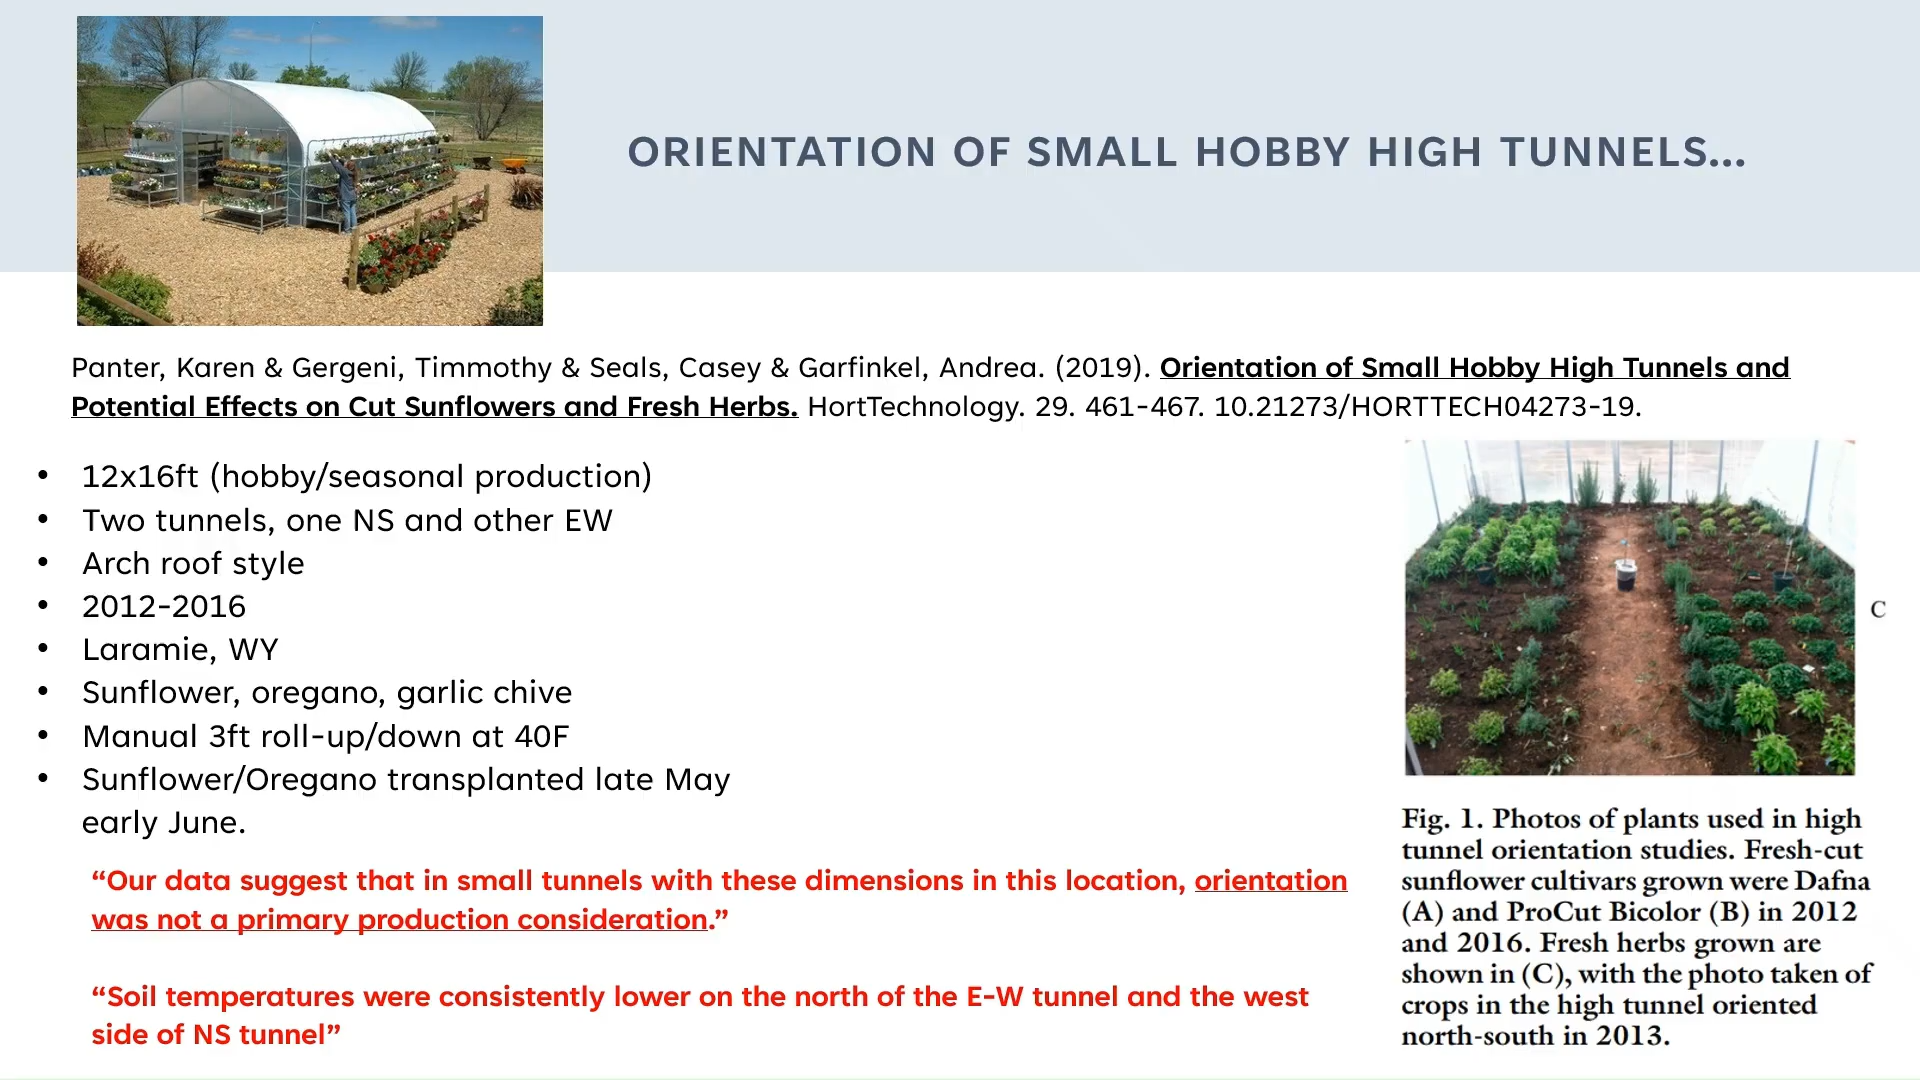 ORIENTATION OF SMALL HOBBY HIGH TUNNELS...
Panter, Karen & Gergeni, Timmothy & Seals, Casey & Garfinkel, Andrea. (2019). Orientation of Small Hobby High Tunnels and
Potential Effects on Cut Sunflowers and Fresh Herbs. HortTechnology. 29. 461-467. 10.21273/HORTTECH04273-19.
• 12x16ft (hobby/seasonal production)
• Two tunnels, one NS and other EW
• Arch roof style
• 2012-2016
• Laramie, WY
• Sunflower, oregano, garlic chive
• Manual 3ft roll-up/down at 40F
• Sunflower/Oregano transplanted late May
early June.
“Our data suggest that in small tunnels with these dimensions in this location, orientation
was not a primary production consideration.”
“Soil temperatures were consistently lower on the north of the E-W tunnel and the west
side of NS tunnel”
C
Fig. 1. Photos of plants used in high
tunnel orientation studies. Fresh-cut
sunflower cultivars grown were Dafna
(A) and ProCut Bicolor (B) in 2012
and 2016. Fresh herbs grown are
shown in (C), with the photo taken of
crops in the high tunnel oriented
north-south in 2013.